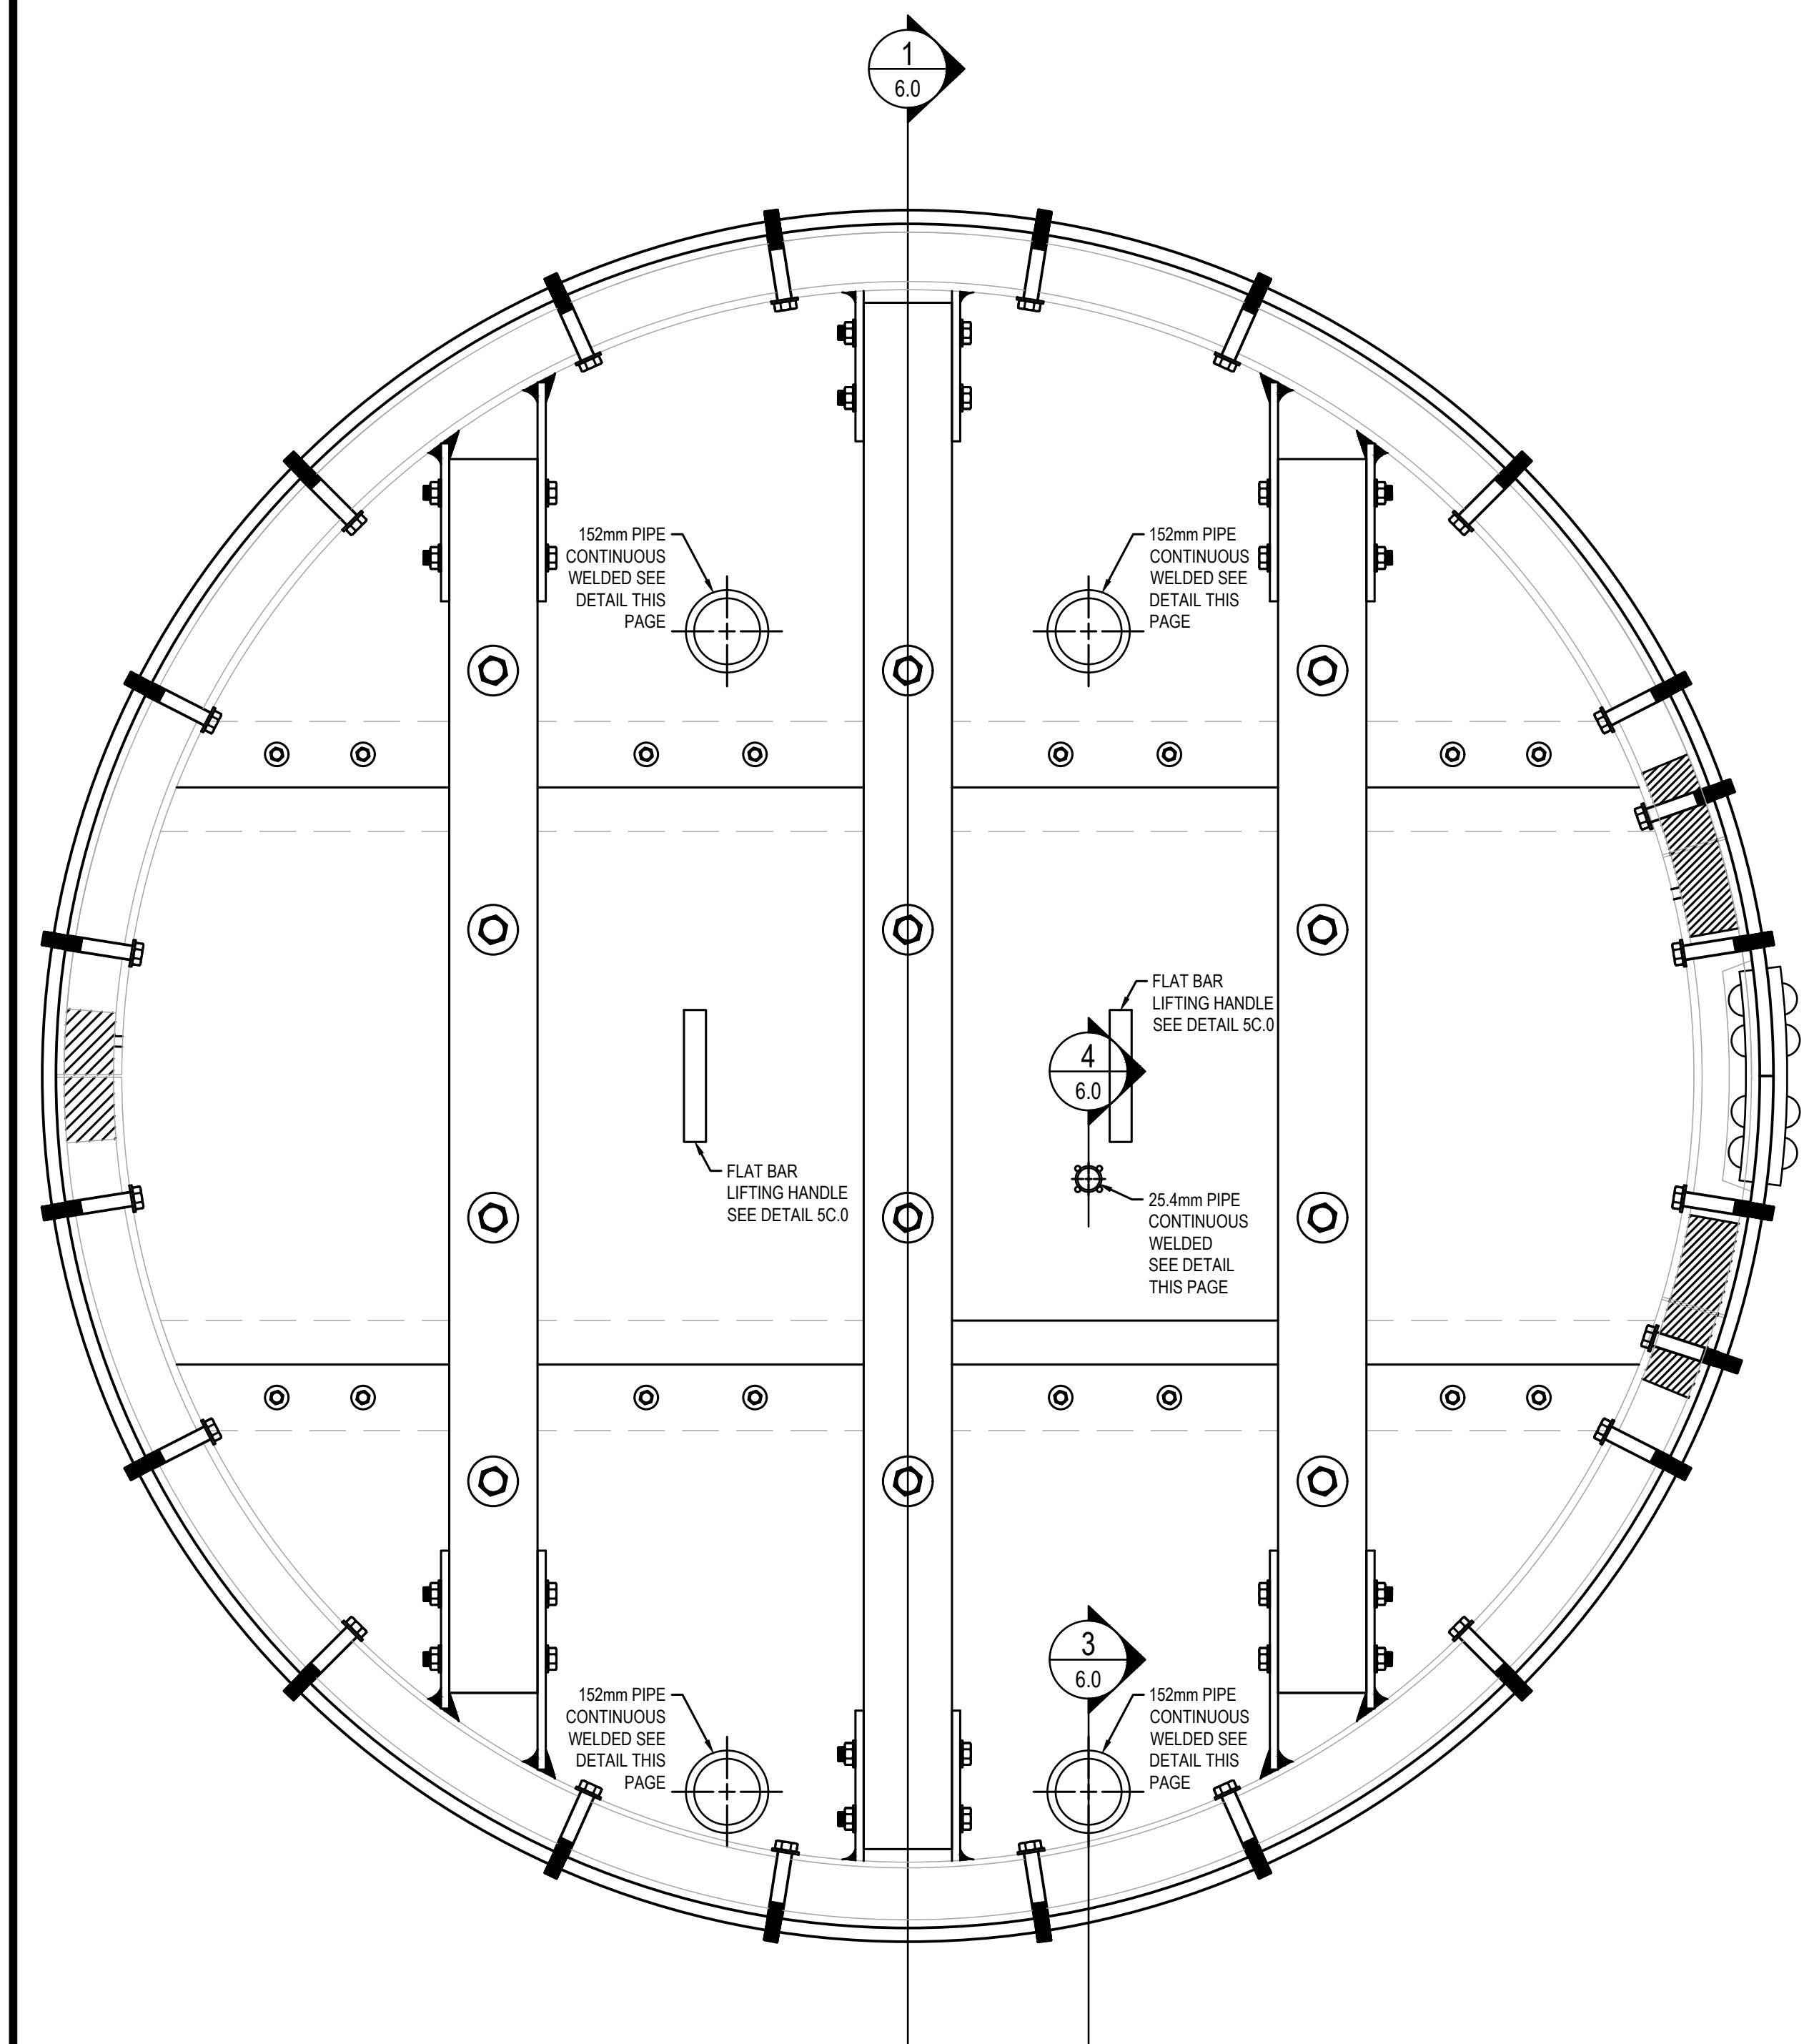 1
6.0
152mm PIPE
CONTINUOUS
WELDED SEE
DETAIL THIS
PAGE
152mm PIPE
CONTINUOUS
WELDED SEE
DETAIL THIS
PAGE
FLAT BAR
LIFTING HANDLE
SEE DETAIL 5C.0
4
6.0
FLAT BAR
LIFTING HANDLE
SEE DETAIL 5C.0
25.4mm PIPE
CONTINUOUS
WELDED
SEE DETAIL
THIS PAGE
3
6.0
152mm PIPE
CONTINUOUS
WELDED SEE
DETAIL THIS
PAGE
152mm PIPE
CONTINUOUS
WELDED SEE
DETAIL THIS
PAGE